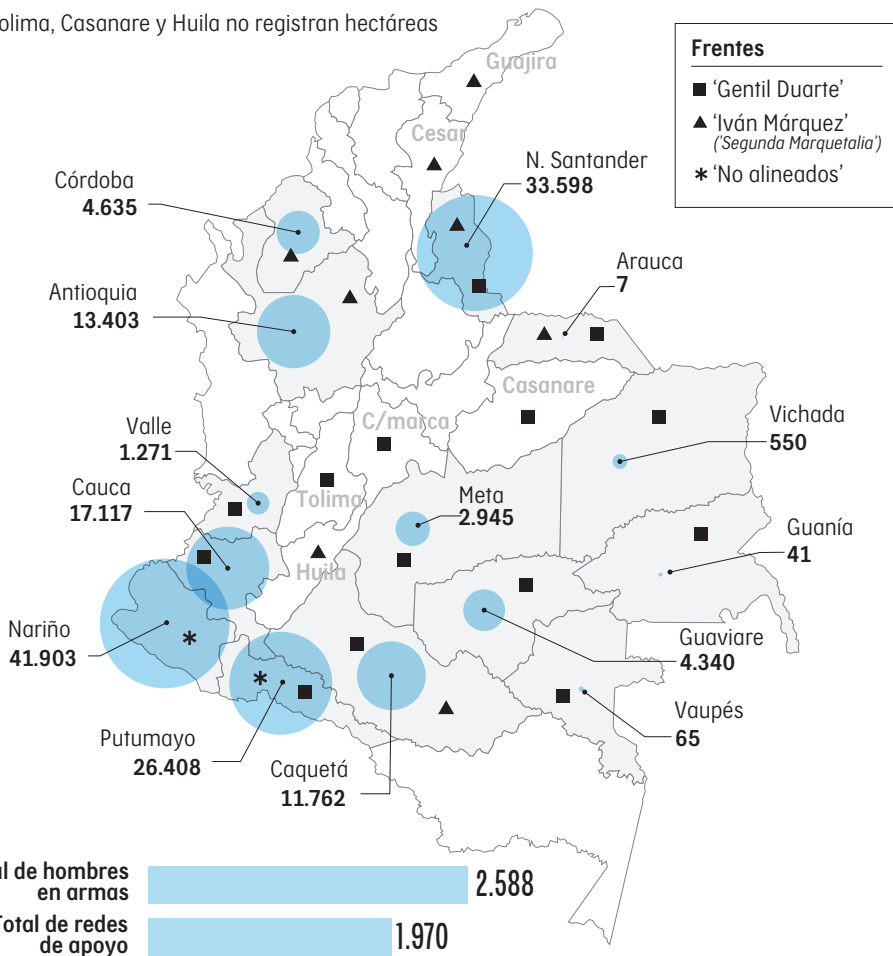 olima, Casanare y Huila no registran hectáreas
Frentes
'Gentil Duarte'
'Iván Márquez'
('Segunda Marquetalia')
* 'No alineados'
Guajira
Cesar
N. Santander
33.598
Córdoba
4.635
Arauca
7
Antioquia
13.403
Casanare
C/marca
Vichada
550
Valle
1.271
Tolima
Meta
2.945
Cauca
17.117
Guanía
41
Huila
Nariño
41.903
*
Guaviare
4.340
*
Vaupés
65
Putumayo
26.408
Caquetá
11.762
al de hombres
en armas
2.588
Total de redes
de apoyo
1.970